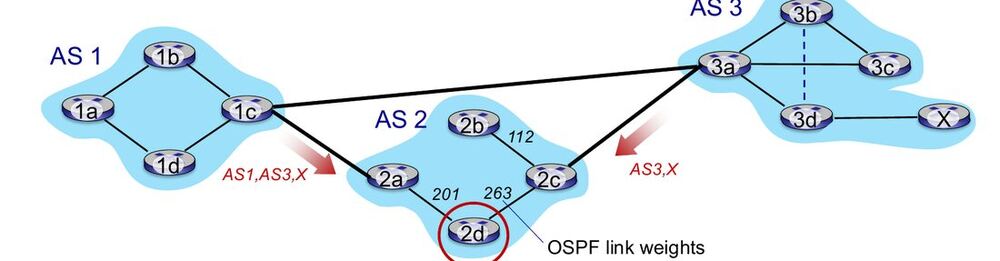 AS 3
3b
AS 1
1b
3a
3c
1a
1c
AS 2
2b
3d
X
112
1d
AS1,AS3,X
AS3,X
2a
2c
201
263
2d
OSPF link weights